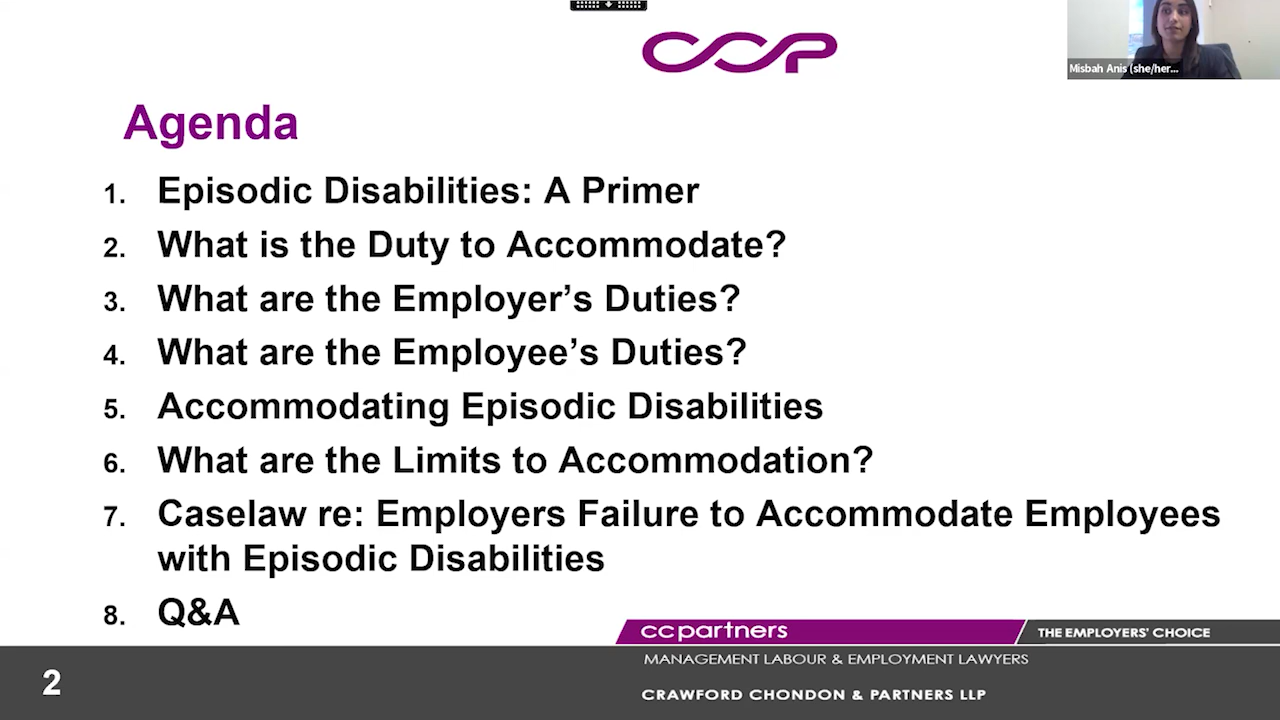 CCP
Misbah Anis (she/her...
Agenda
1. Episodic Disabilities: A Primer
2. What is the Duty to Accommodate?
3. What are the Employer’s Duties?
4. What are the Employee’s Duties?
5. Accommodating Episodic Disabilities
6. What are the Limits to Accommodation?
7. Caselaw re: Employers Failure to Accommodate Employees
with Episodic Disabilities
8. Q&A
ccpartners
THE EMPLOYERS' CHOICE
MANAGEMENT LABOUR & EMPLOYMENT LAWYERS
2
CRAWFORD CHONDON & PARTNERS LLP